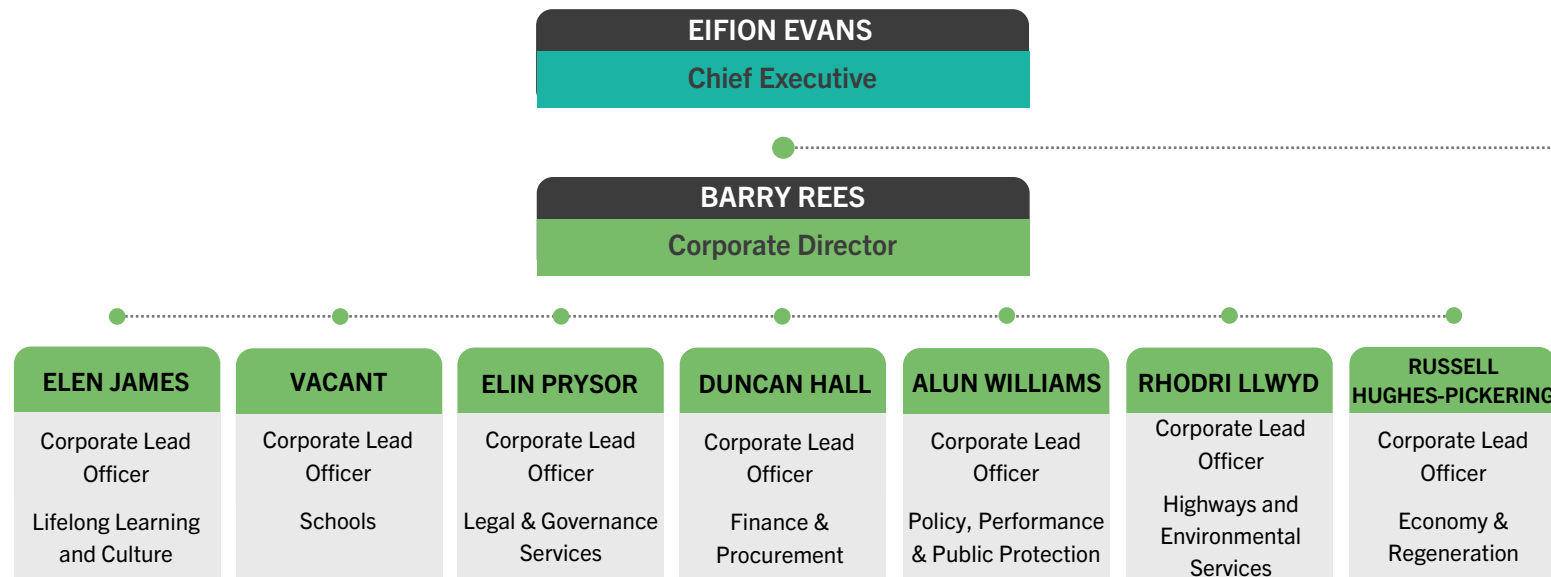 EIFION EVANS
Chief Executive
BARRY REES
Corporate Director
ELEN JAMES
Corporate Lead
Officer
Lifelong Learning
and Culture
VACANT
Corporate Lead
Officer
Schools
ELIN PRYSOR
Corporate Lead
Officer
Legal & Governance
Services
DUNCAN HALL
Corporate Lead
Officer
Finance &
Procurement
ALUN WILLIAMS
Corporate Lead
Officer
Policy, Performance
& Public Protection
RHODRI LLWYD
Corporate Lead
Officer
Highways and
Environmental
Services
RUSSELL
HUGHES-PICKERING
Corporate Lead
Officer
Economy &
Regeneration